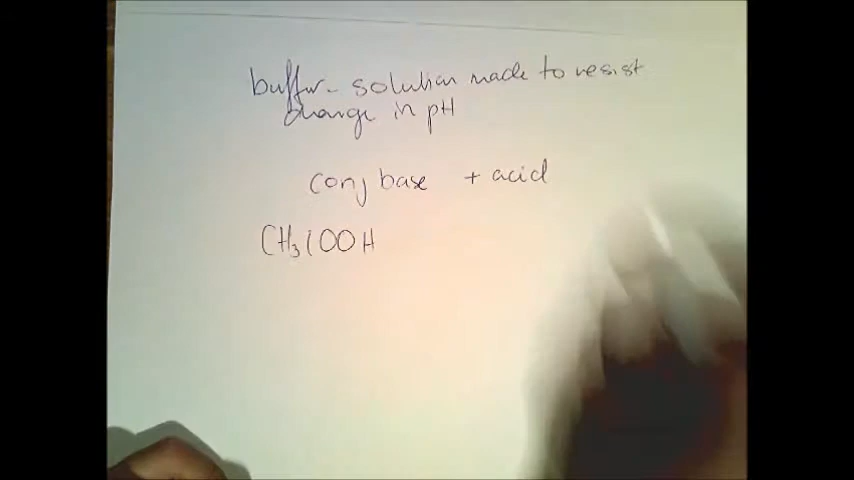 buffer - solution made to resist
change in pH
conj base + acid
CH3COOH